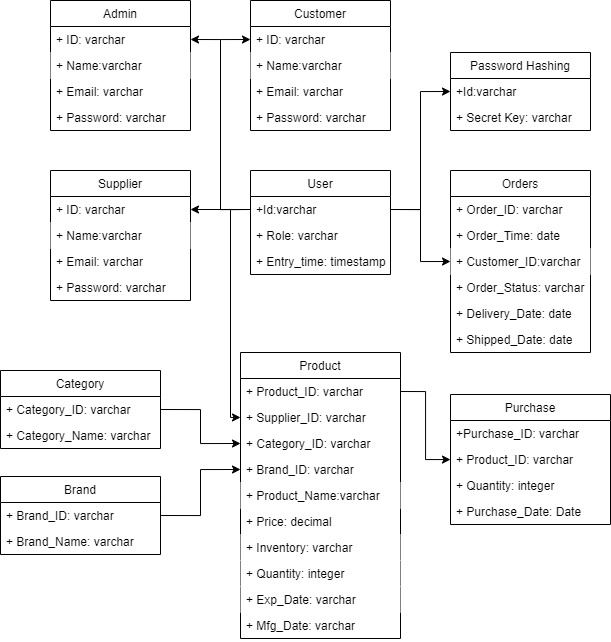 Admin
+ ID: varchar
+ Name:varchar
+ Email: varchar
+ Password: varchar
Customer
+ ID: varchar
+ Name:varchar
+ Email: varchar
+ Password: varchar
Password Hashing
+Id:varchar
+ Secret Key: varchar
Supplier
+ ID: varchar
+ Name:varchar
+ Email: varchar
+ Password: varchar
User
+Id:varchar
+ Role: varchar
+ Entry_time: timestamp
Orders
+ Order_ID: varchar
+ Order_Time: date
+ Customer_ID:varchar
+ Order_Status: varchar
+ Delivery_Date: date
+ Shipped_Date: date
Category
+ Category_ID: varchar
+ Category_Name: varchar
Brand
+ Brand_ID: varchar
+ Brand_Name: varchar
Product
+ Product_ID: varchar
+ Supplier_ID: varchar
+ Category_ID: varchar
+ Brand_ID: varchar
+ Product_Name:varchar
+ Price: decimal
+ Inventory: varchar
+ Quantity: integer
+ Exp_Date: varchar
+ Mfg_Date: varchar
Purchase
+Purchase_ID: varchar
+ Product_ID: varchar
+ Quantity: integer
+ Purchase_Date: Date